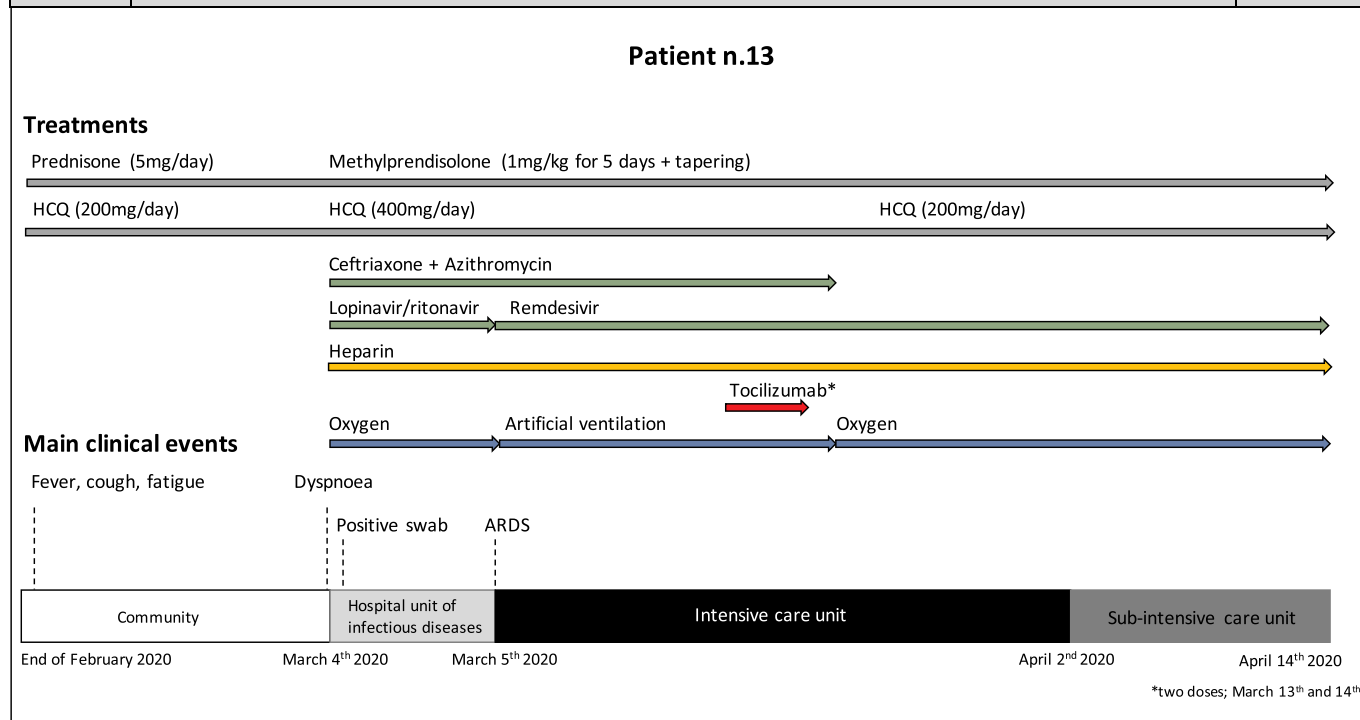 Patient n.13
Treatments
Prednisone (5mg/day)
Methylprendisolone (1mg/kg for 5 days + tapering)
HCQ (200mg/day)
HCQ (400mg/day)
HCQ (200mg/day)
Ceftriaxone + Azithromycin
Lopinavir/ritonavir
Remdesivir
Heparin
Tocilizumab*
Oxygen
Artificial ventilation
Oxygen
Main clinical events
Fever, cough, fatigue
Dyspnoea
Positive swab
ARDS
Community
Hospital unit of
infectious diseases
Intensive care unit
Sub-intensive care unit
End of February 2020
March 4th 2020
March 5th 2020
April 2nd 2020
April 14th 2020
*two doses; March 13th and 14th